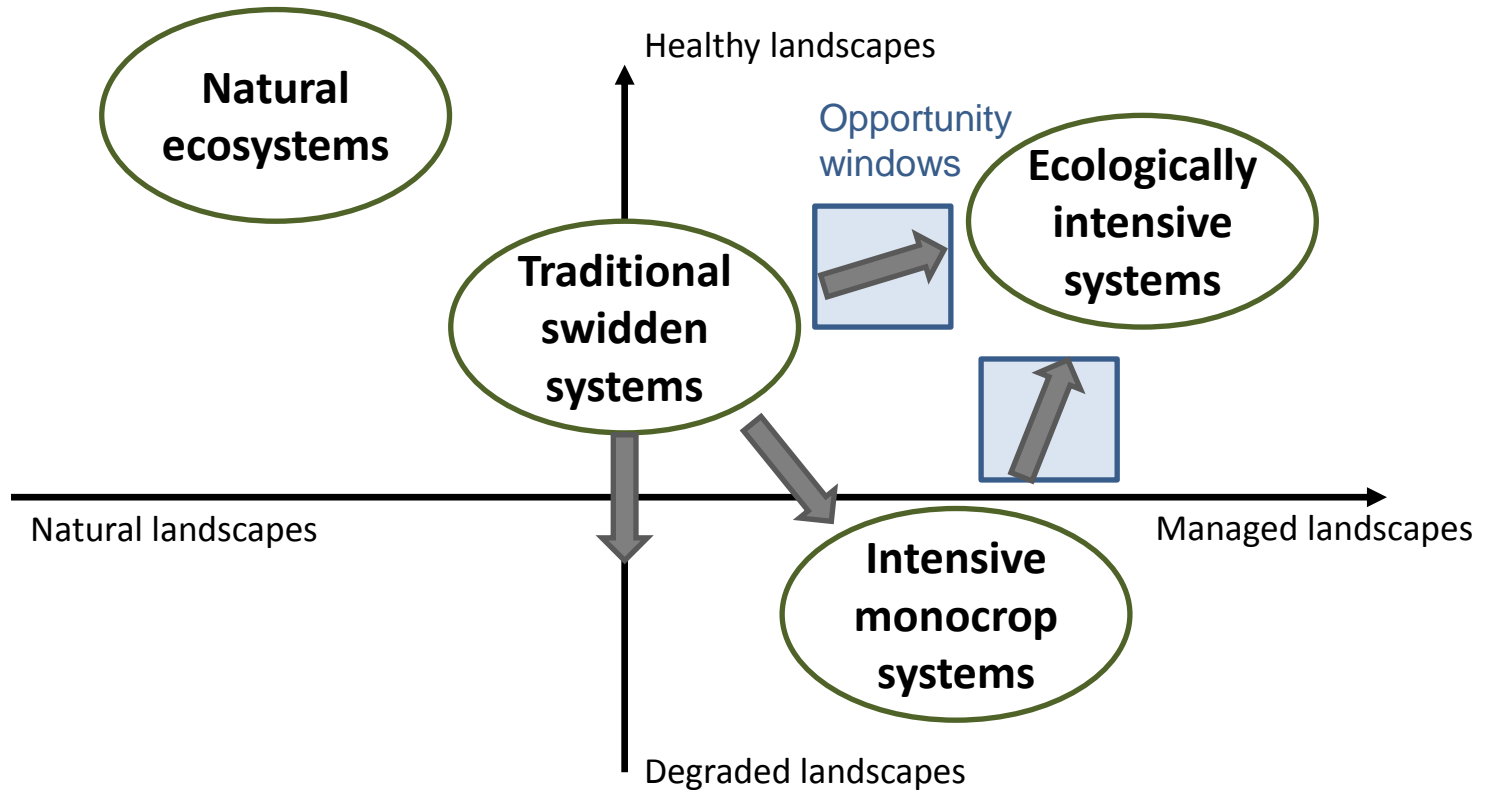 Healthy landscapes
Natural
ecosystems
Opportunity
windows
Ecologically
intensive
systems
Traditional
swidden
systems
Natural landscapes
Managed landscapes
Intensive
monocrop
systems
Degraded landscapes